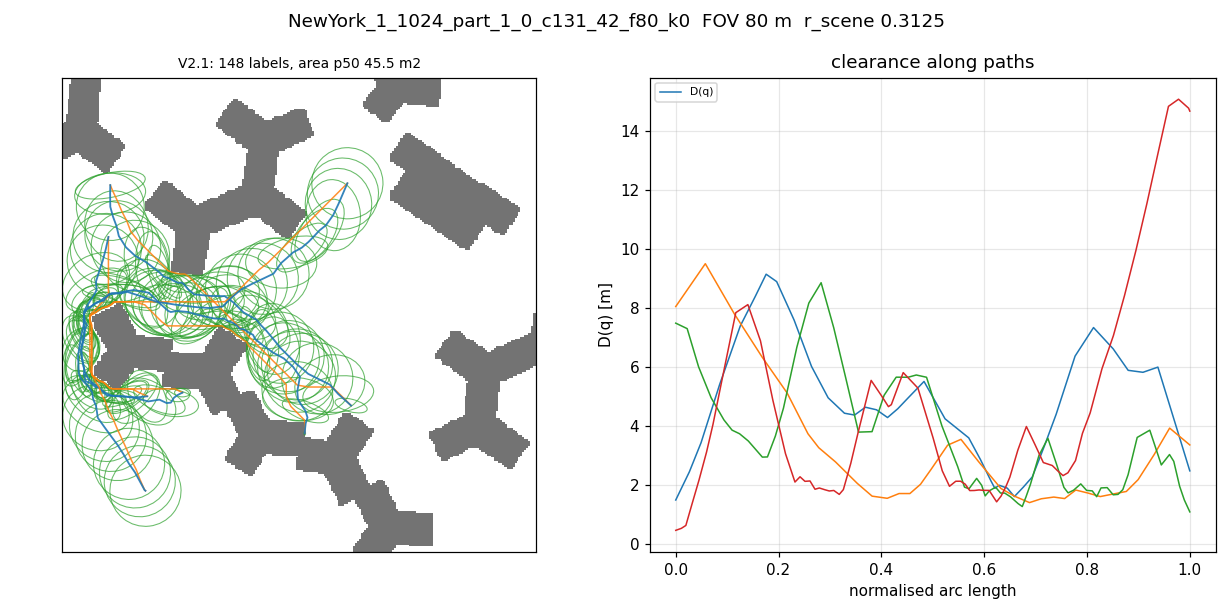 NewYork_1_1024_part_1_0_c131_42_f80_k0 FOV 80 m r_scene 0.3125
V2.1: 148 labels, area p50 45.5 m2
clearance along paths
D(q)
D(q) [m]
14
12
10
8
6
4
2
0
0.0 0.2 0.4 0.6 0.8 1.0
normalised arc length